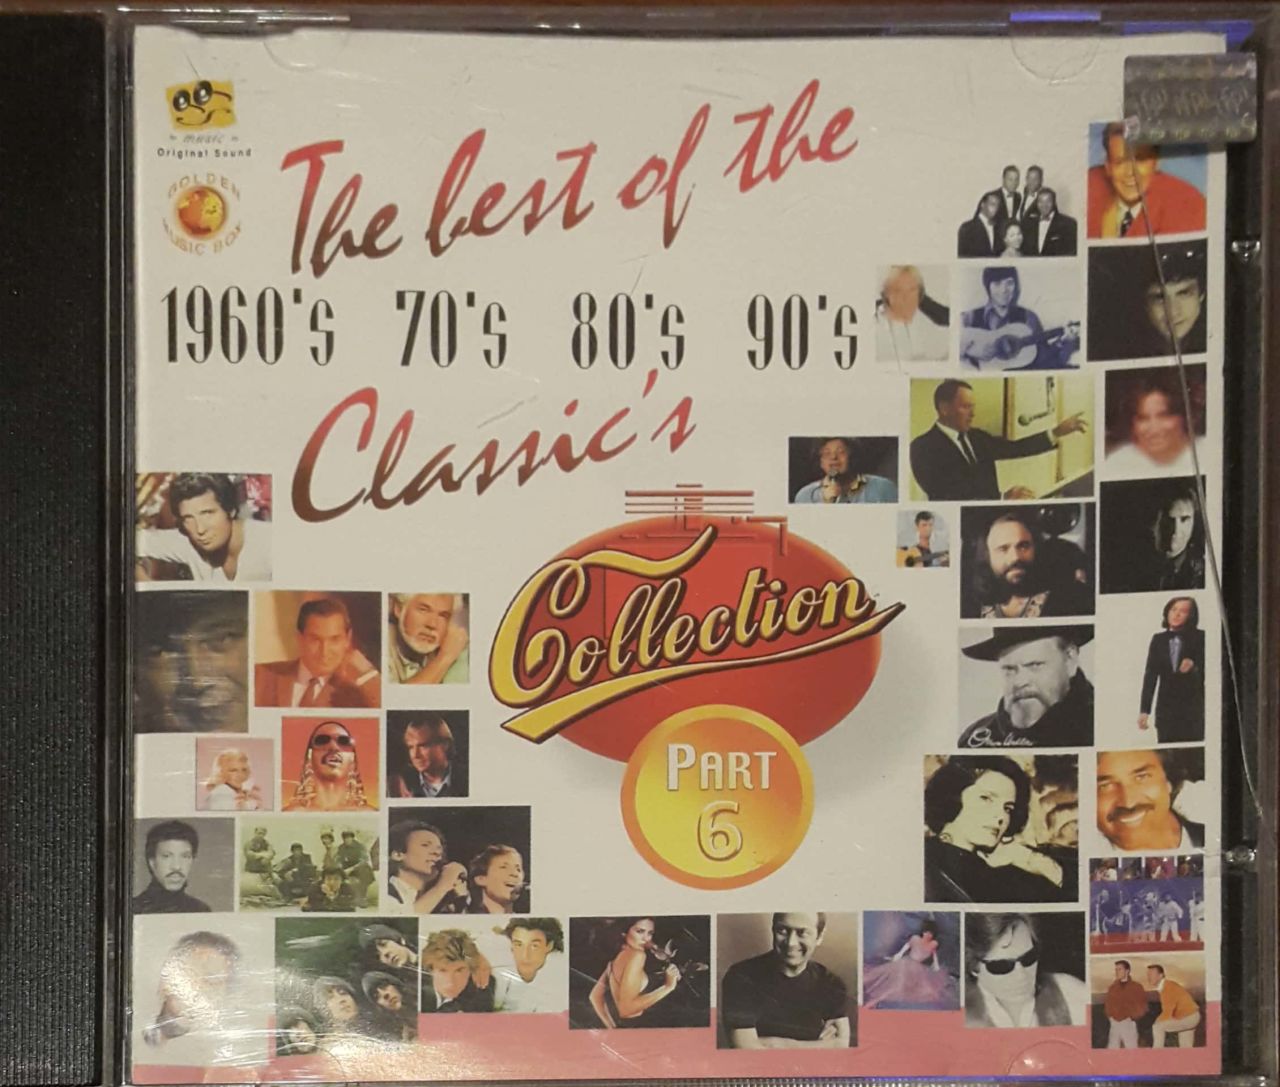 music
Original Sound
GOLDEN
MUSIC BOX
The best of the
1960's 70's 80's 90's
Classic's
Collection
PART
6